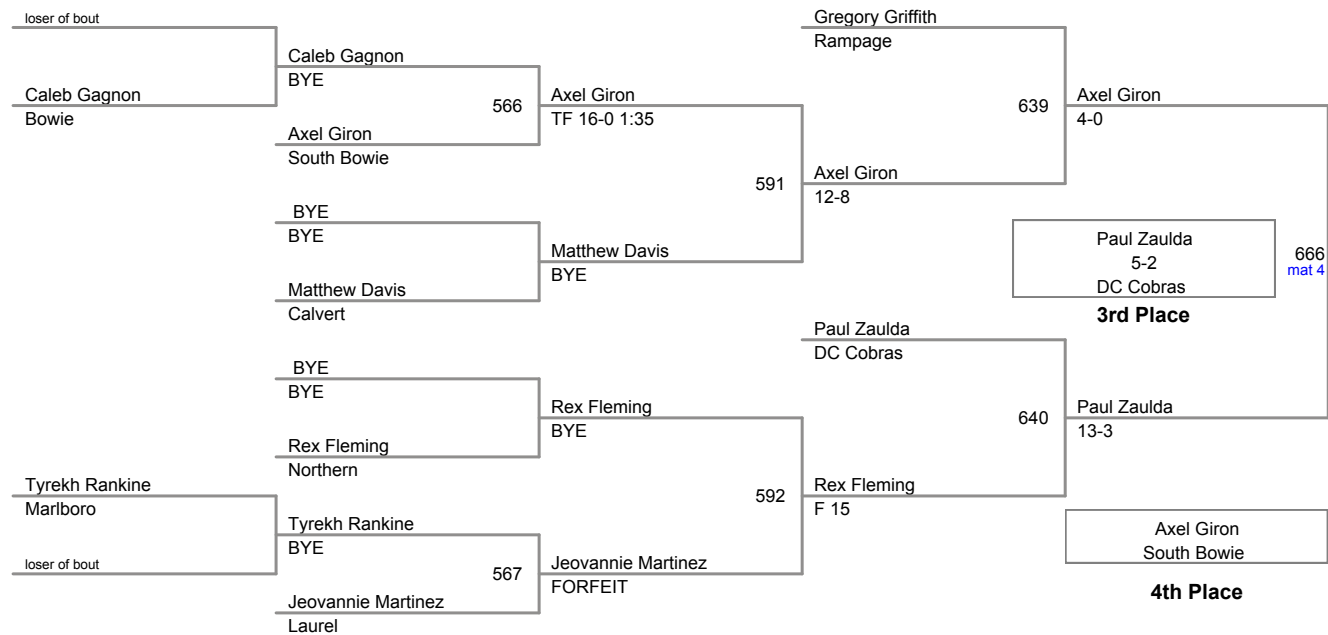 loser of bout
Caleb Gagnon
Bowie
Caleb Gagnon
BYE
566
Axel Giron
South Bowie
Axel Giron
TF 16-0 1:35
BYE
BYE
Matthew Davis
Calvert
Matthew Davis
BYE
591
Gregory Griffith
Rampage
Axel Giron
12-8
639
Axel Giron
4-0
Paul Zaulda
5-2
DC Cobras
3rd Place
666
mat 4
BYE
BYE
Rex Fleming
Northern
Rex Fleming
BYE
Tyrekh Rankine
Marlboro
loser of bout
Tyrekh Rankine
BYE
567
Jeovannie Martinez
Laurel
Jeovannie Martinez
FORFEIT
592
Paul Zaulda
DC Cobras
Rex Fleming
F 15
640
Paul Zaulda
13-3
Axel Giron
South Bowie
4th Place